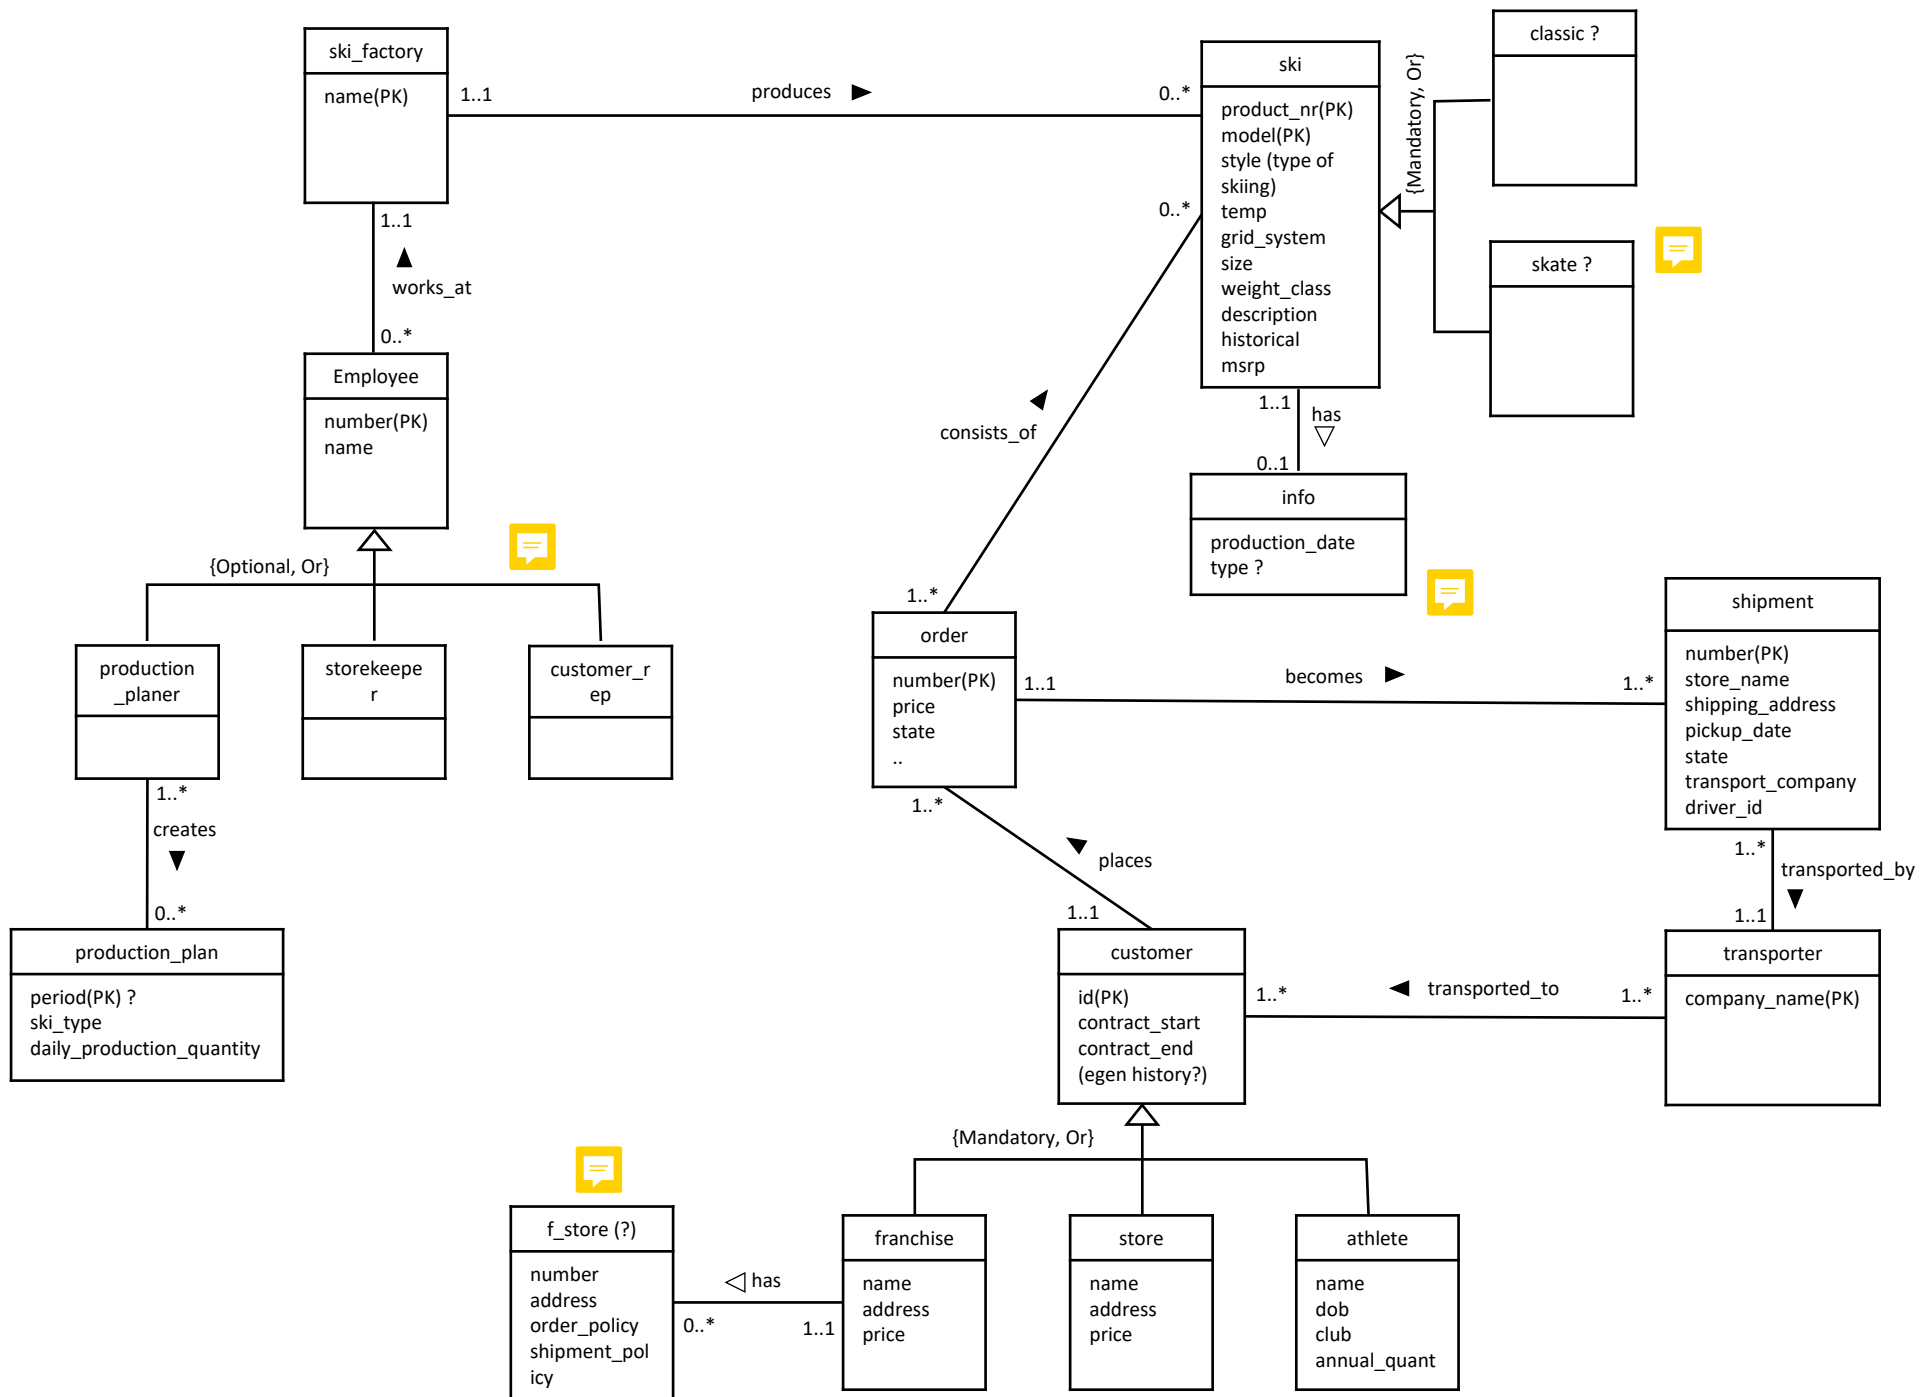 ski_factory
name(PK)
1..1
produces
0..*
ski
product_nr(PK)
model(PK)
style (type of
skiing)
temp
grid_system
size
weight_class
description
historical
msrp
{Mandatory, Or}
classic ?
skate ?
1..1
works_at
0..*
Employee
number(PK)
name
{Optional, Or}
production
_planer
storekeepe
r
customer_r
ep
1..*
creates
0..*
production_plan
period(PK) ?
ski_type
daily_production_quantity
0..*
consists_of
1..*
1..1
has
0..1
info
production_date
type ?
order
number(PK)
price
state
..
1..1
becomes
1..*
shipment
number(PK)
store_name
shipping_address
pickup_date
state
transport_company
driver_id
1..*
transported_by
1..1
transporter
company_name(PK)
1..*
places
1..1
customer
id(PK)
contract_start
contract_end
(egen history?)
1..*
transported_to
1..*
{Mandatory, Or}
f_store (?)
number
address
order_policy
shipment_pol
icy
has
0..*
1..1
franchise
name
address
price
store
name
address
price
athlete
name
dob
club
annual_quant